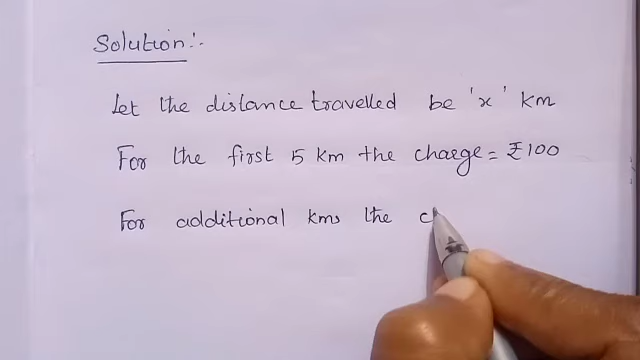 Solution:-
Let the distance travelled be 'x' km
For the first 5 km the charge = ₹100
For additional kms the c